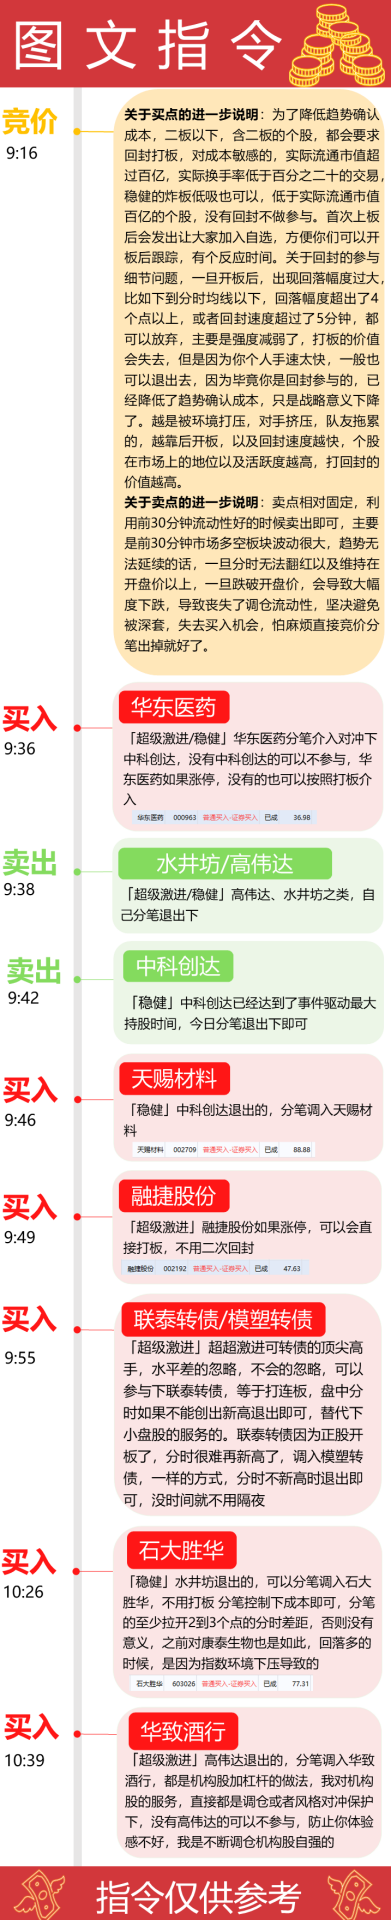 图文指令
竞价
9:16
关于买点的进一步说明：为了降低趋势确认
成本，二板以下，含二板的个股，都会要求
回封打板，对成本敏感的，实际流通市值超
过百亿，实际换手率低于百分之二十的交易，
稳健的炸板低吸也可以，低于实际流通市值
百亿的个股，没有回封不做参与。首次上板
后会发出让大家加入自选，方便你们可以开
板后跟踪，有个反应时间。关于回封的参与
细节问题，一旦开板后，出现回落幅度过大，
比如下到分时均线以下，回落幅度超出了4
个点以上，或者回封速度超过了5分钟，都
可以放弃，主要是强度减弱了，打板的价值
会失去，但是因为你个人手速太快，一般也
可以退出去，因为毕竟你是回封参与的，已
经降低了趋势确认成本，只是战略意义下降
了。越是被环境打压，对手挤压，队友拖累
的，越靠后开板，以及回封速度越快，个股
在市场上的地位以及活跃度越高，打回封的
价值越高。
关于卖点的进一步说明：卖点相对固定，利
用前30分钟流动性好的时候卖出即可，主要
是前30分钟市场多空板块波动很大，趋势无
法延续的话，一旦分时无法翻红以及维持在
开盘价以上，一旦跌破开盘价，会导致大幅
度下跌，导致丧失了调仓流动性，坚决避免
被深套，失去买入机会，怕麻烦直接竞价分
笔出掉就好了。
买入
9:36
华东医药
「超级激进/稳健」华东医药分笔介入对冲下
中科创达，没有中科创达的可以不参与，华
东医药如果涨停，没有的也可以按照打板介
入
华东医药 000963 普通买入-证券买入 已成 36.98
卖出
9:38
水井坊/高伟达
「超级激进/稳健」高伟达、水井坊之类，自
己分笔退出下
卖出
9:42
中科创达
「稳健」中科创达已经达到了事件驱动最大
持股时间，今日分笔退出下即可
买入
9:46
天赐材料
「稳健」中科创达退出的，分笔调入天赐材
料
天赐材料 002709 普通买入-证券买入 已成 88.88
买入
9:49
融捷股份
「超级激进」融捷股份如果涨停，可以会直
接打板，不用二次回封
融捷股份 002192 普通买入-证券买入 已成 47.63
买入
9:55
联泰转债/模塑转债
「超级激进」超超激进可转债的顶尖高
手，水平差的忽略，不会的忽略，可以
参与下联泰转债，等于打连板，盘中分
时如果不能创出新高退出即可，替代下
小盘股的服务的。联泰转债因为正股开
板了，分时很难再新高了，调入模塑转
债，一样的方式，分时不新高时退出即
可，没时间就不用隔夜
买入
10:26
石大胜华
「稳健」水井坊退出的，可以分笔调入石大
胜华，不用打板 分笔控制下成本即可，分笔
的至少拉开2到3个点的分时差距，否则没有
意义，之前对康泰生物也是如此，回落多的
时候，是因为指数环境下压导致的
石大胜华 603026 普通买入-证券买入 已成 77.31
买入
10:39
华致酒行
「超级激进」高伟达退出的，分笔调入华致
酒行，都是机构股加杠杆的做法，我对机构
股的服务，直接都是调仓或者风格对冲保护
下，没有高伟达的可以不参与，防止你体验
感不好，我是不断调仓机构股自强的
指令仅供参考